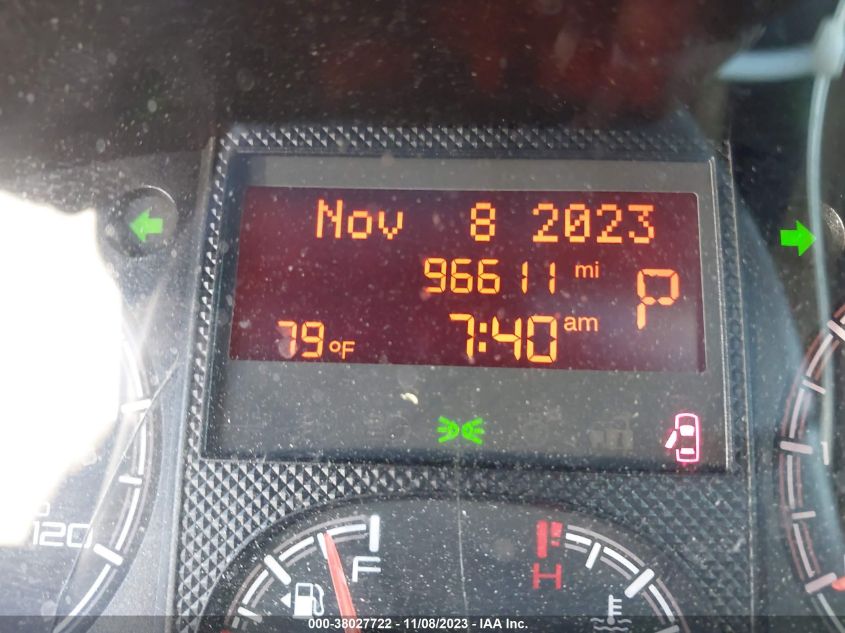 Nov 8 2023
96611 mi
P
79°F 7:40 am
120
F
H
000-38027722 - 11/08/2023 - IAA Inc.